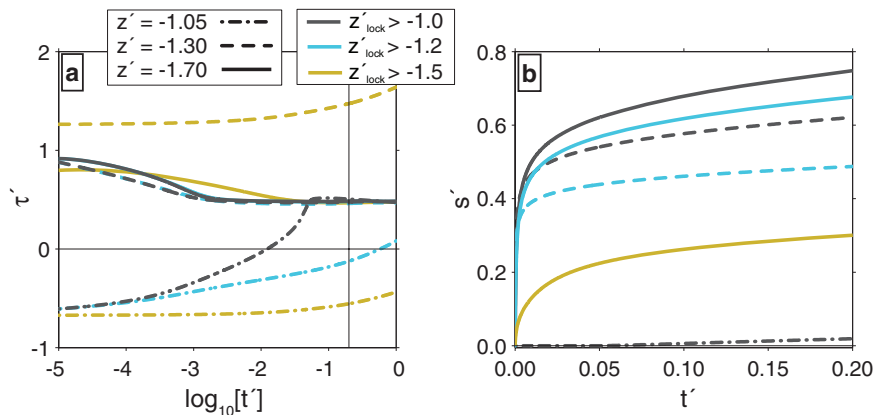 z´ = -1.05
z´ = -1.30
z´ = -1.70
z´lock> -1.0
z´lock> -1.2
z´lock> -1.5
a
2
1
0
-1
τ´
-5
-4
-3
-2
-1
0
log10[t´]
b
0.8
0.6
0.4
0.2
0.0
s´
0.00
0.05
0.10
0.15
0.20
t´